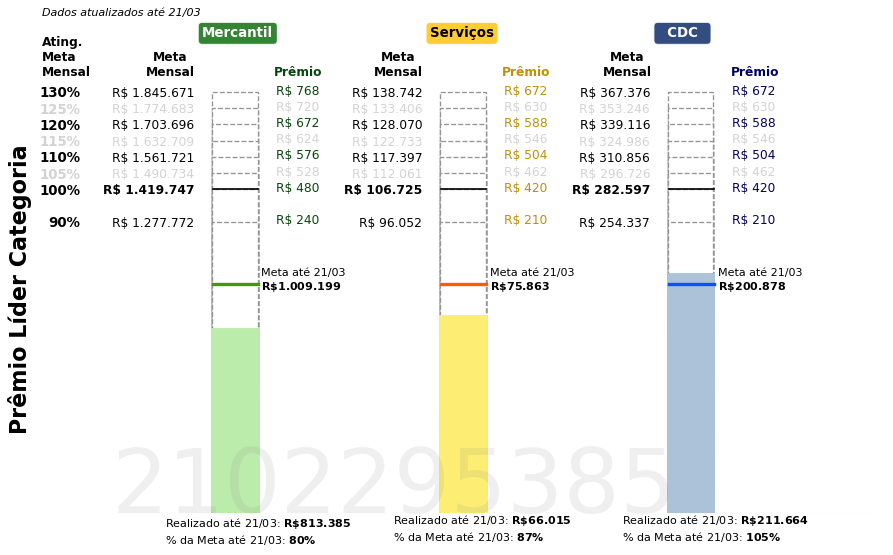 Dados atualizados até 21/03
Mercantil Serviços CDC
Ating.
Meta Meta Meta Meta
Mensal Mensal Prêmio Mensal Prêmio Mensal Prêmio
130% R$ 1.845.671 R$ 768 R$ 138.742 R$ 672 R$ 367.376 R$ 672
125% R$ 1.774.683 R$ 720 R$ 133.406 R$ 630 R$ 353.246 R$ 630
120% R$ 1.703.696 R$ 672 R$ 128.070 R$ 588 R$ 339.116 R$ 588
115% R$ 1.632.709 R$ 624 R$ 122.733 R$ 546 R$ 324.986 R$ 546
110% R$ 1.561.721 R$ 576 R$ 117.397 R$ 504 R$ 310.856 R$ 504
105% R$ 1.490.734 R$ 528 R$ 112.061 R$ 462 R$ 296.726 R$ 462
100% R$ 1.419.747 R$ 480 R$ 106.725 R$ 420 R$ 282.597 R$ 420
90% R$ 1.277.772 R$ 240 R$ 96.052 R$ 210 R$ 254.337 R$ 210
Meta até 21/03 Meta até 21/03 Meta até 21/03
R$1.009.199 R$75.863 R$200.878
Prêmio Líder Categoria
2102295385
Realizado até 21/03: R$813.385 Realizado até 21/03: R$66.015 Realizado até 21/03: R$211.664
% da Meta até 21/03: 80% % da Meta até 21/03: 87% % da Meta até 21/03: 105%